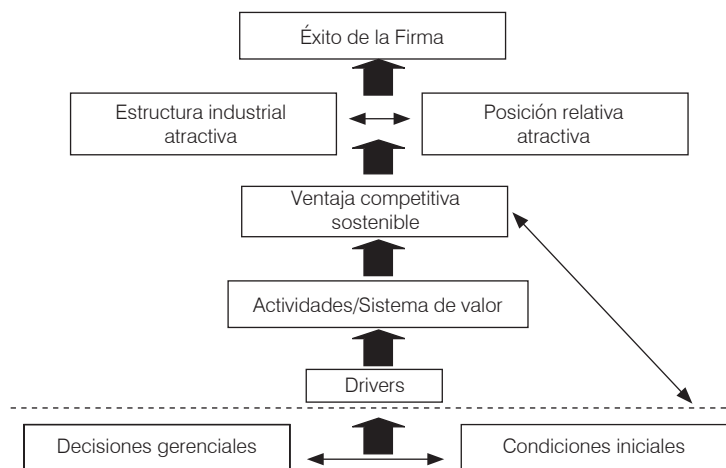 Éxito de la Firma
Estructura industrial
atractiva
Posición relativa
atractiva
Ventaja competitiva
sostenible
Actividades/Sistema de valor
Drivers
Decisiones gerenciales
Condiciones iniciales